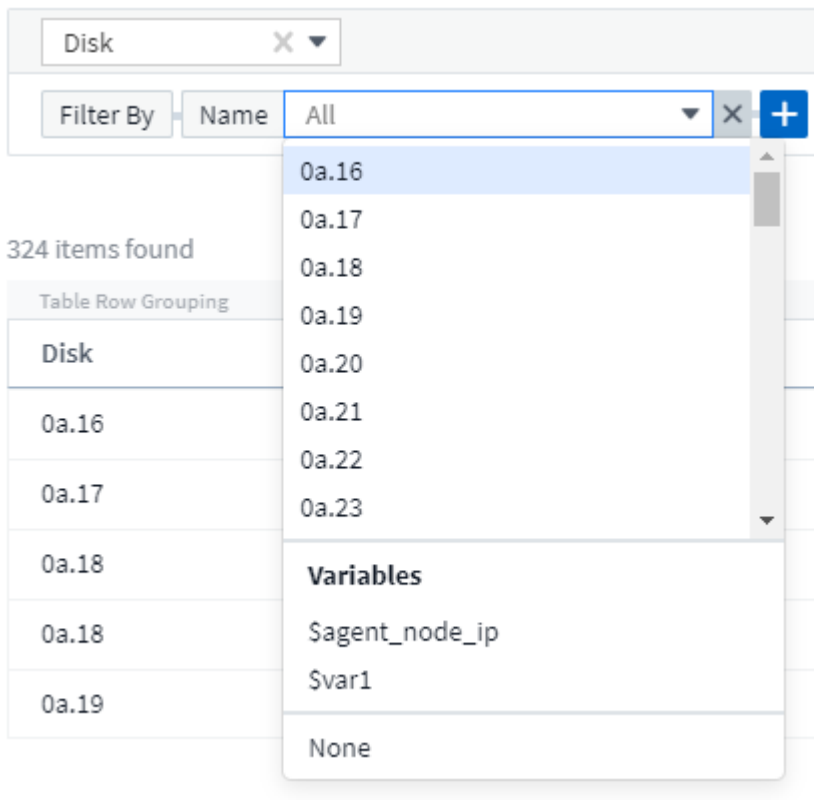 Disk
Filter By Name All
0a.16
0a.17
0a.18
0a.19
0a.20
0a.21
0a.22
0a.23
Variables
$agent_node_ip
$var1
None
324 items found
Table Row Grouping
Disk
0a.16
0a.17
0a.18
0a.18
0a.19